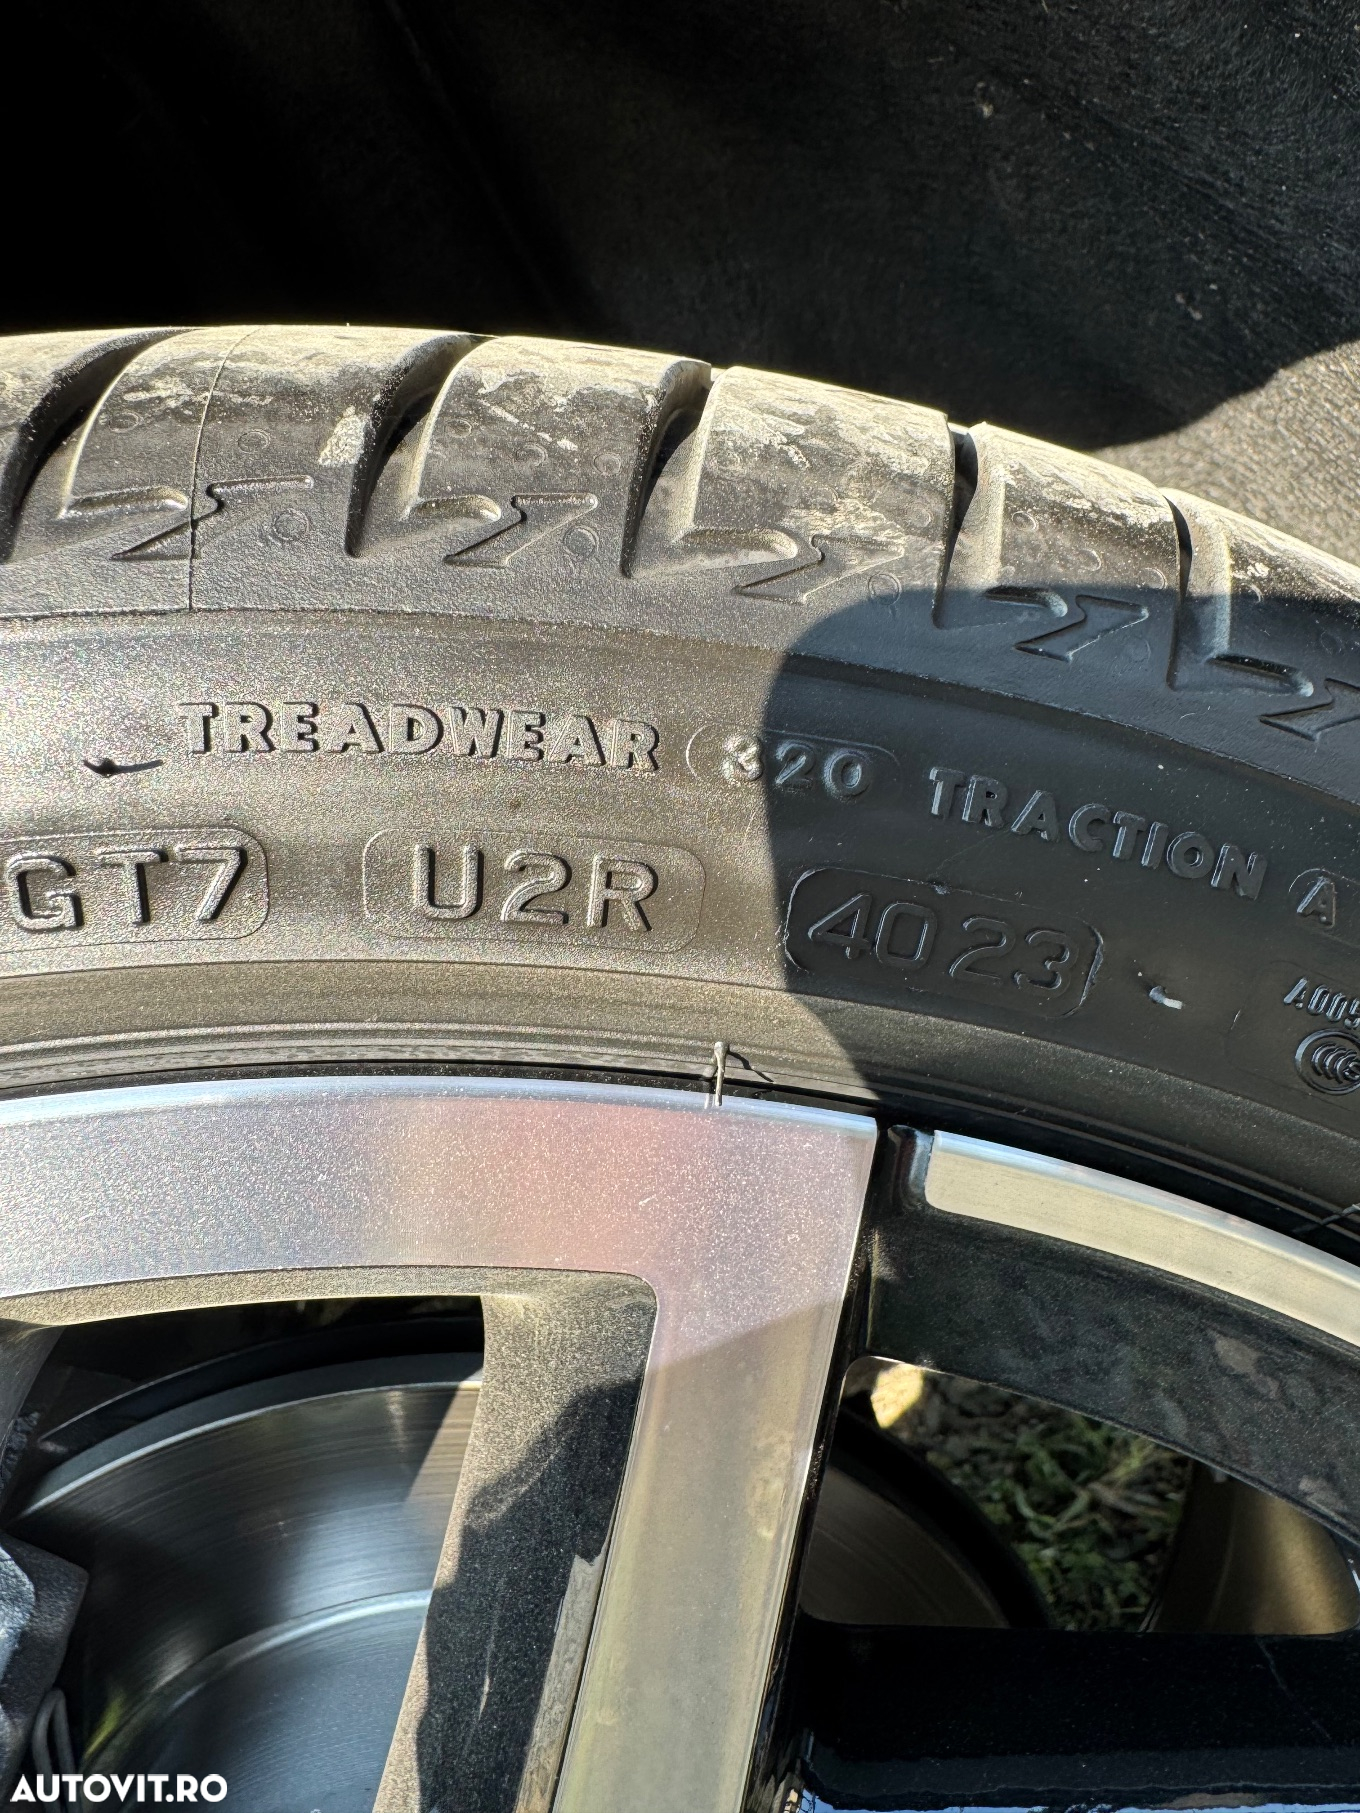 TREADWEAR 320 TRACTION A
GT7 U2R 4023
AUTOVIT.RO